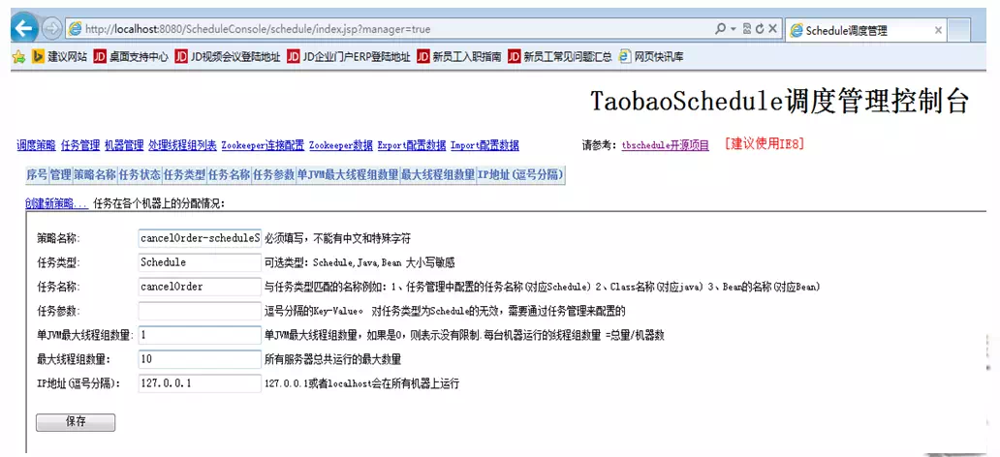 http://localhost:8080/ScheduleConsole/schedule/index.jsp?manager=true Schedule调度管理
建议网站 JD 桌面支持中心 JD JD视频会议登陆地址 JD JD企业门户ERP登陆地址 JD 新员工入职指南 JD 新员工常见问题汇总 网页快讯库
TaobaoSchedule调度管理控制台
调度策略 任务管理 机器管理 处理线程组列表 Zookeeper连接配置 Zookeeper数据 Export配置数据 Import配置数据 请参考: tbschedule开源项目 [建议使用IE8]
序号 管理 策略名称 任务状态 任务类型 任务名称 任务参数 单JVM最大线程组数量 最大线程组数量 IP地址(逗号分隔)
创建新策略... 任务在各个机器上的分配情况:
策略名称: cancelOrder-scheduleS 必须填写，不能有中文和特殊字符
任务类型: Schedule 可选类型: Schedule,Java,Bean 大小写敏感
任务名称: cancelOrder 与任务类型匹配的名称例如: 1、任务管理中配置的任务名称(对应Schedule) 2、Class名称(对应java) 3、Bean的名称(对应Bean)
任务参数: 逗号分隔的Key-Value。 对任务类型为Schedule的无效，需要通过任务管理来配置的
单JVM最大线程组数量: 1 单JVM最大线程组数量，如果是0，则表示没有限制.每台机器运行的线程组数量 =总量/机器数
最大线程组数量: 10 所有服务器总共运行的最大数量
IP地址(逗号分隔): 127.0.0.1 127.0.0.1或者localhost会在所有机器上运行
保存